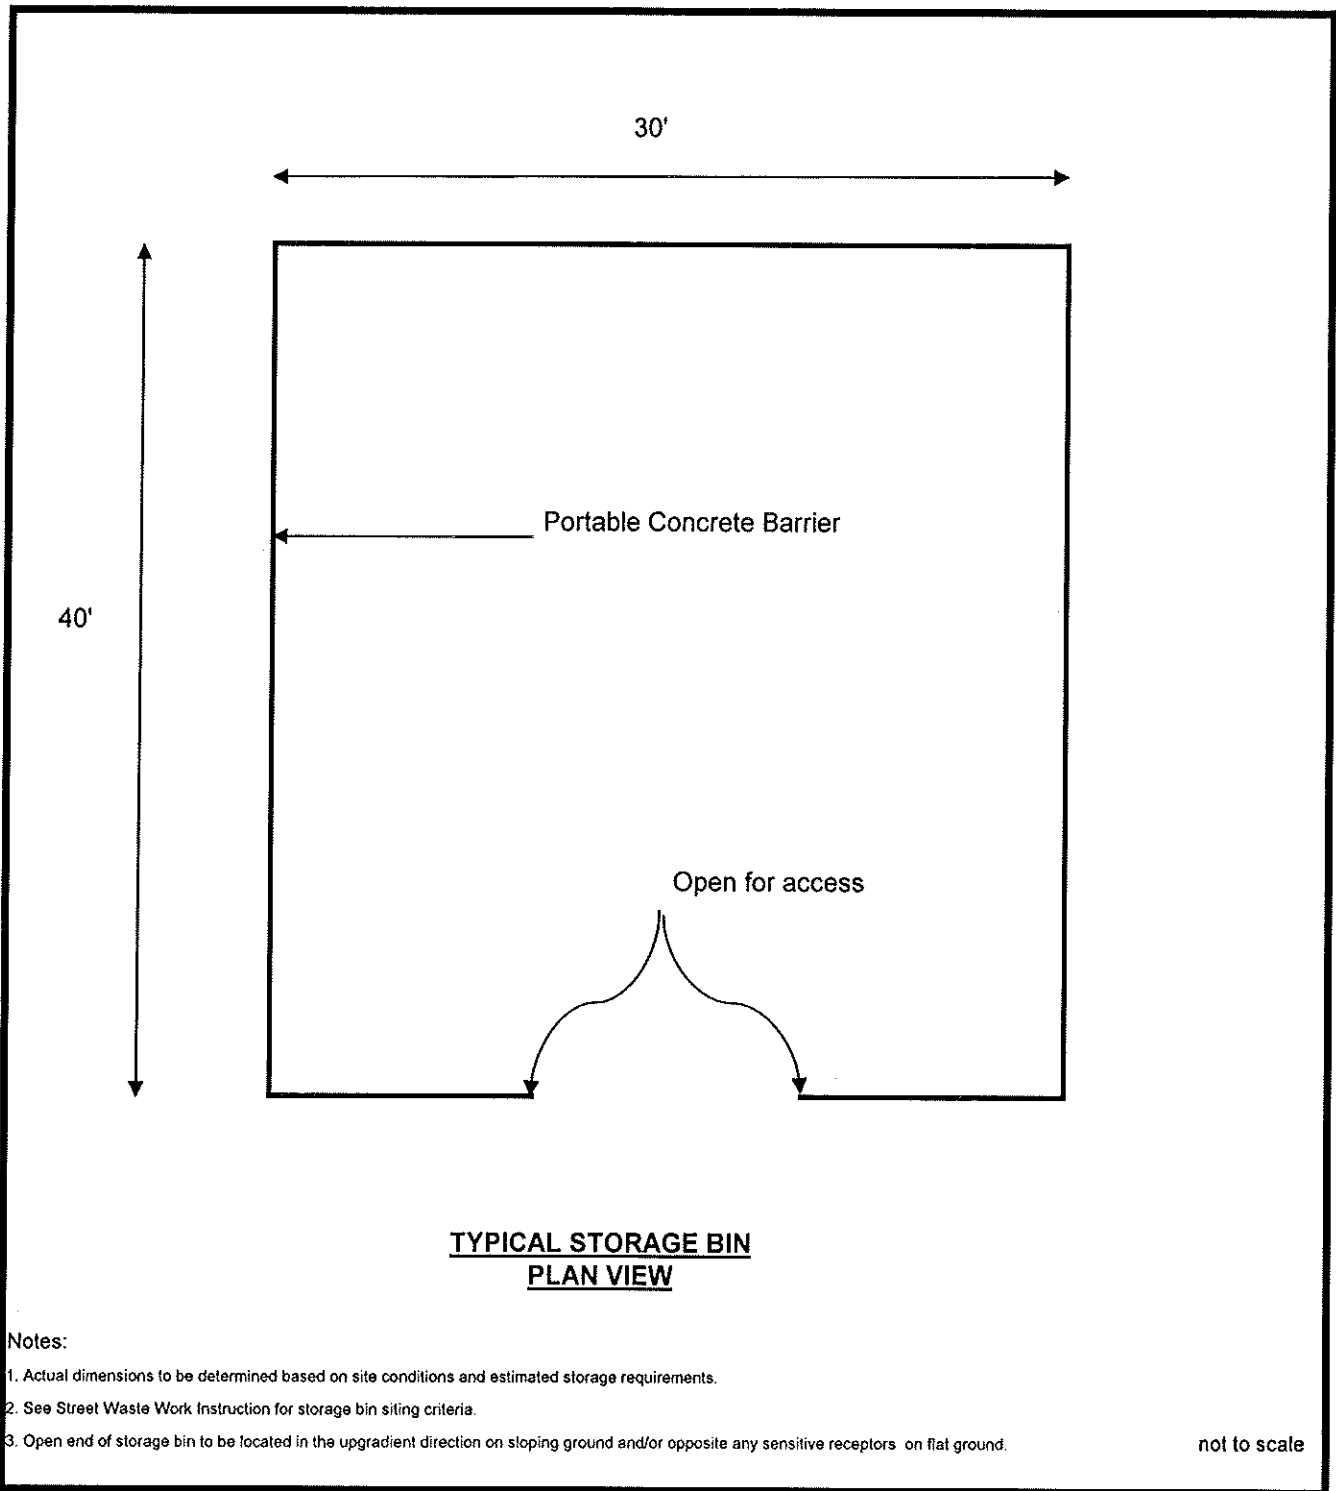 30'
Portable Concrete Barrier
40'
Open for access
TYPICAL STORAGE BIN
PLAN VIEW
Notes:
1. Actual dimensions to be determined based on site conditions and estimated storage requirements.
2. See Street Waste Work Instruction for storage bin siting criteria.
3. Open end of storage bin to be located in the upgradient direction on sloping ground and/or opposite any sensitive receptors on flat ground.
not to scale